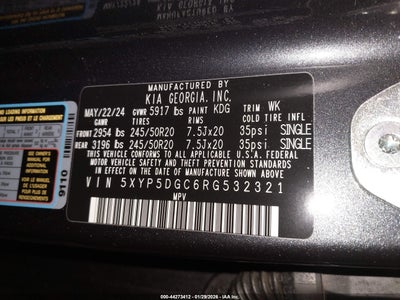 MANUFACTURED BY
KIA GEORGIA, INC.
MAY/22/24 GVWR 5917 lbs PAINT KDG TRIM WK
GAWR TIRES RIMS COLD TIRE INFL
FRONT 2954 lbs 245/50R20 7.5Jx20 35psi SINGLE
REAR 3196 lbs 245/50R20 7.5Jx20 35psi SINGLE
THIS VEHICLE CONFORMS TO ALL APPLICABLE U.S. FEDERAL
MOTOR VEHICLE SAFETY
THEFT PREVENTION STANDARDS IN EFFECT ON THE DATE OF
MANUFACTURE SHOWN ABOVE.
VIN 5XYP5DGC6RG532321
MPV
9110
000-44273412 - 01/29/2026 - IAA Inc.